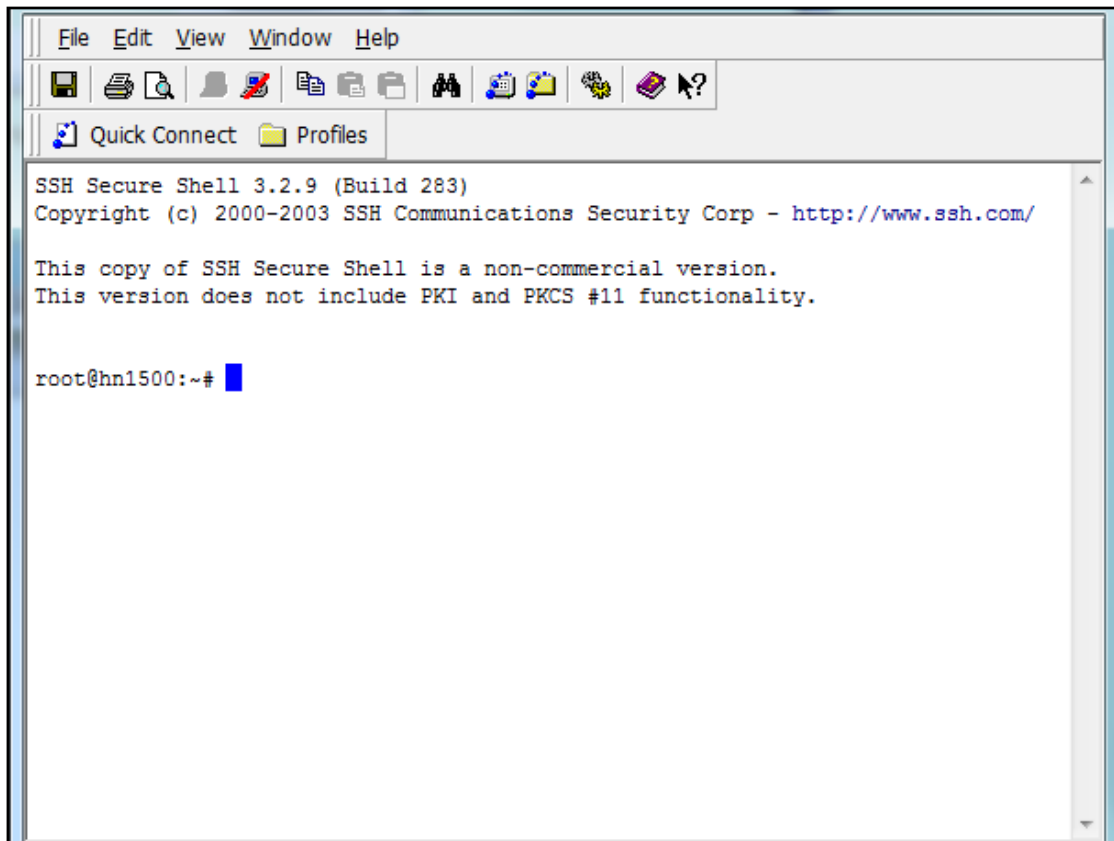 File Edit View Window Help
Quick Connect Profiles
SSH Secure Shell 3.2.9 (Build 283)
Copyright (c) 2000-2003 SSH Communications Security Corp - http://www.ssh.com/
This copy of SSH Secure Shell is a non-commercial version.
This version does not include PKI and PKCS #11 functionality.
root@hn1500:~#